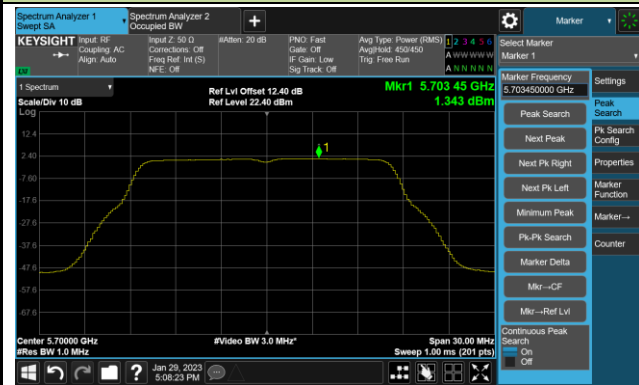 Spectrum Analyzer 1
Swept SA
Spectrum Analyzer 2
Occupied BW
Marker
KEYSIGHT
Input: RF
Coupling: AC
Align: Auto
Input Z: 50 Ω
Corrections: Off
Freq Ref: Int (S)
NFE: Off
#Atten: 20 dB
PNO: Fast
Gate: Off
IF Gain: Low
Sig Track: Off
Avg Type: Power (RMS)
Avg|Hold: 450/450
Trig: Free Run
1 2 3 4 5 6
A W W W W W
A N N N N N
LXI
Select Marker
Marker 1
1 Spectrum
Scale/Div 10 dB
Log
Ref Lvl Offset 12.40 dB
Ref Level 22.40 dBm
Mkr1 5.703 45 GHz
1.343 dBm
12.4
2.40
-7.60
-17.6
-27.6
-37.6
-47.6
-57.6
-67.6
1
Center 5.70000 GHz
#Res BW 1.0 MHz
#Video BW 3.0 MHz*
Span 30.00 MHz
Sweep 1.00 ms (201 pts)
Marker Frequency
5.703450000 GHz
Peak Search
Next Peak
Next Pk Right
Next Pk Left
Minimum Peak
Pk-Pk Search
Marker Delta
Mkr→CF
Mkr→Ref Lvl
Continuous Peak
Search
On
Off
Settings
Peak
Search
Pk Search
Config
Properties
Marker
Function
Marker→
Counter
?
Jan 29, 2023
5:08:23 PM